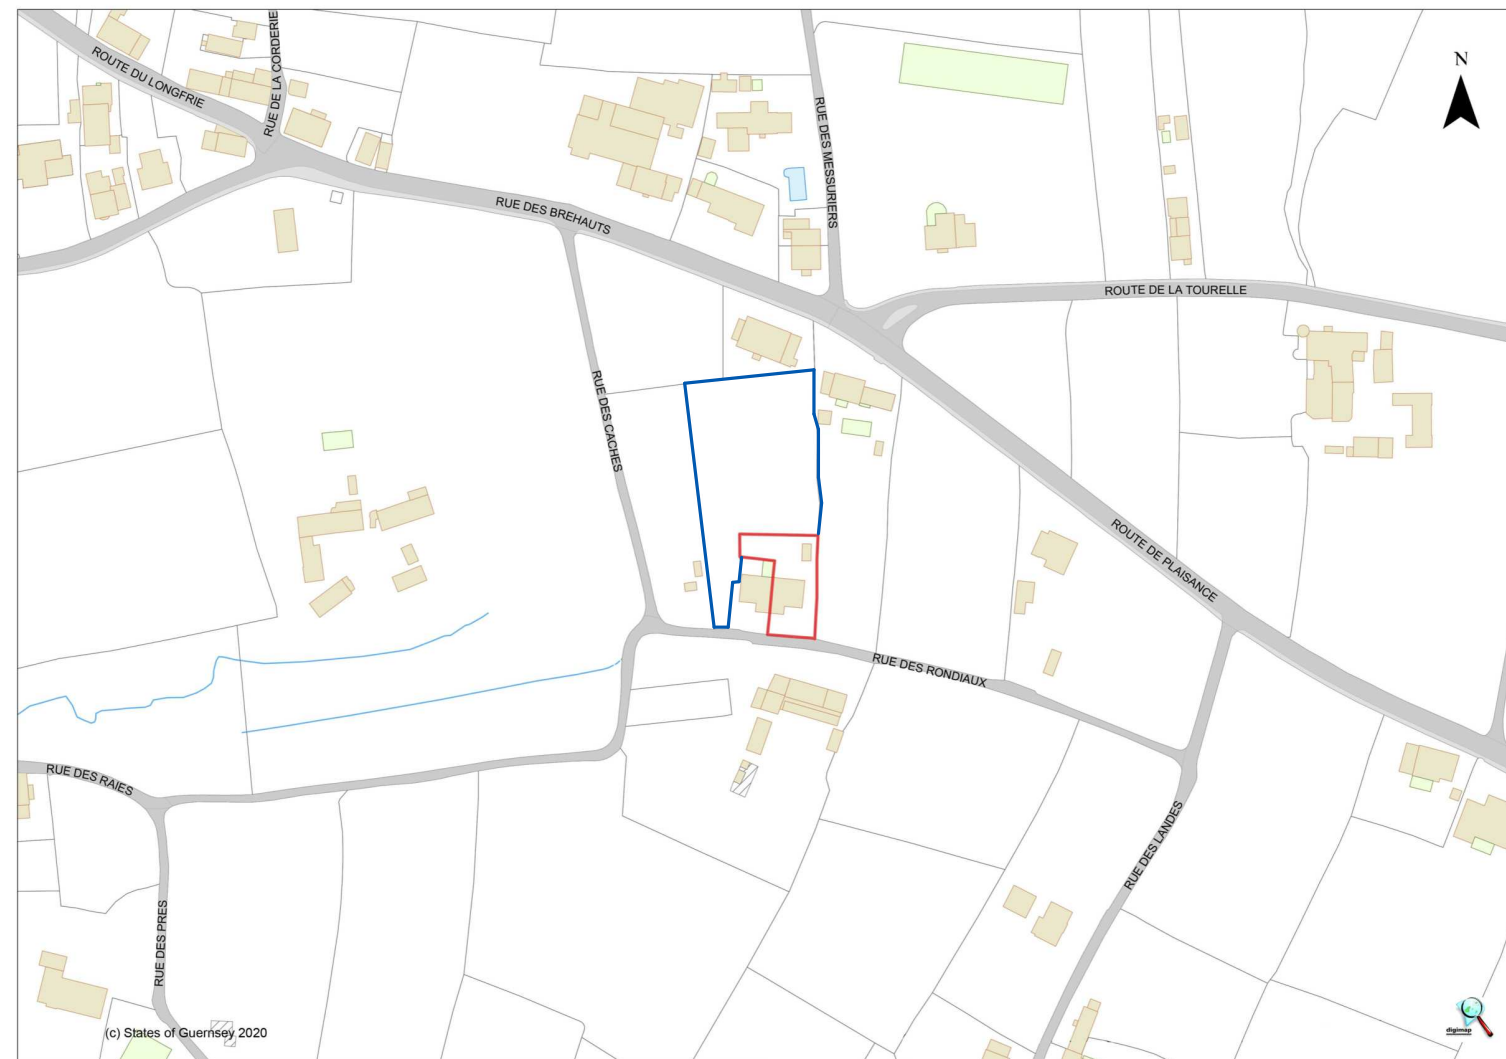 ROUTE DU LONGFRIE
RUE DE LA CORDERIE
N
RUE DES MESSURIERS
RUE DES BREHAUTS
ROUTE DE LA TOURELLE
RUE DES CACHES
ROUTE DE PLAISANCE
RUE DES RONDIAUX
RUE DES RAIES
RUE DES LANDES
RUE DES PRES
(c) States of Guernsey 2020
digimap